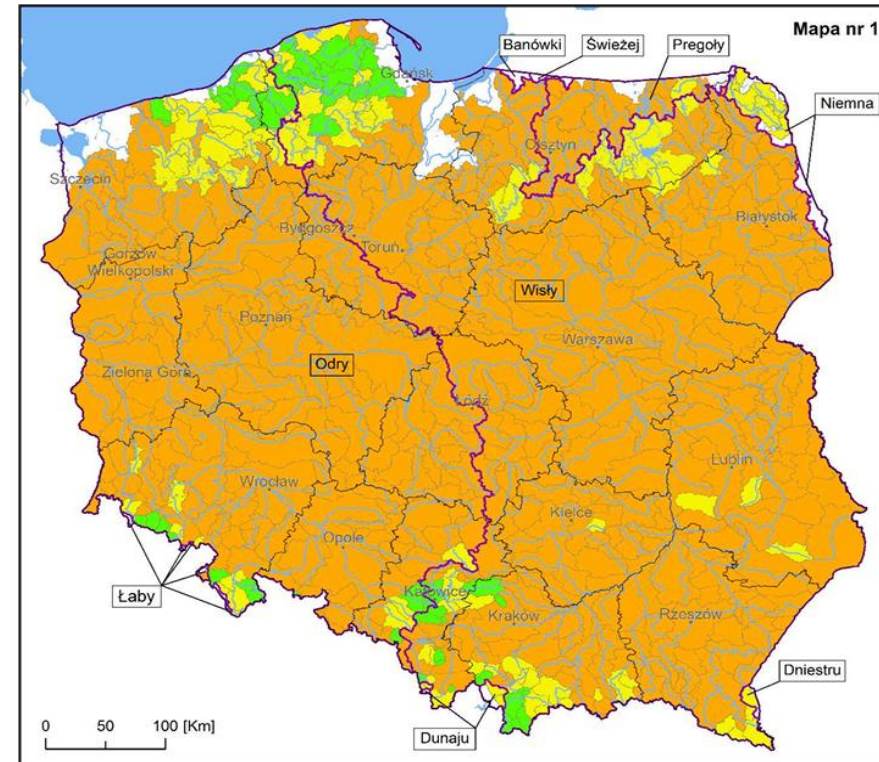 Mapa nr 1
Banówki
Świeżej
Pregoły
Niemna
Gdańsk
Olsztyn
Szczecin
Białystok
Bydgoszcz
Toruń
Gorzów
Wielkopolski
Wisły
Poznań
Warszawa
Odry
Zielona Góra
Łódź
Lublin
Wrocław
Kielce
Opole
Łaby
Katowice
Kraków
Rzeszów
Dniestru
0 50 100 [Km]
Dunaju